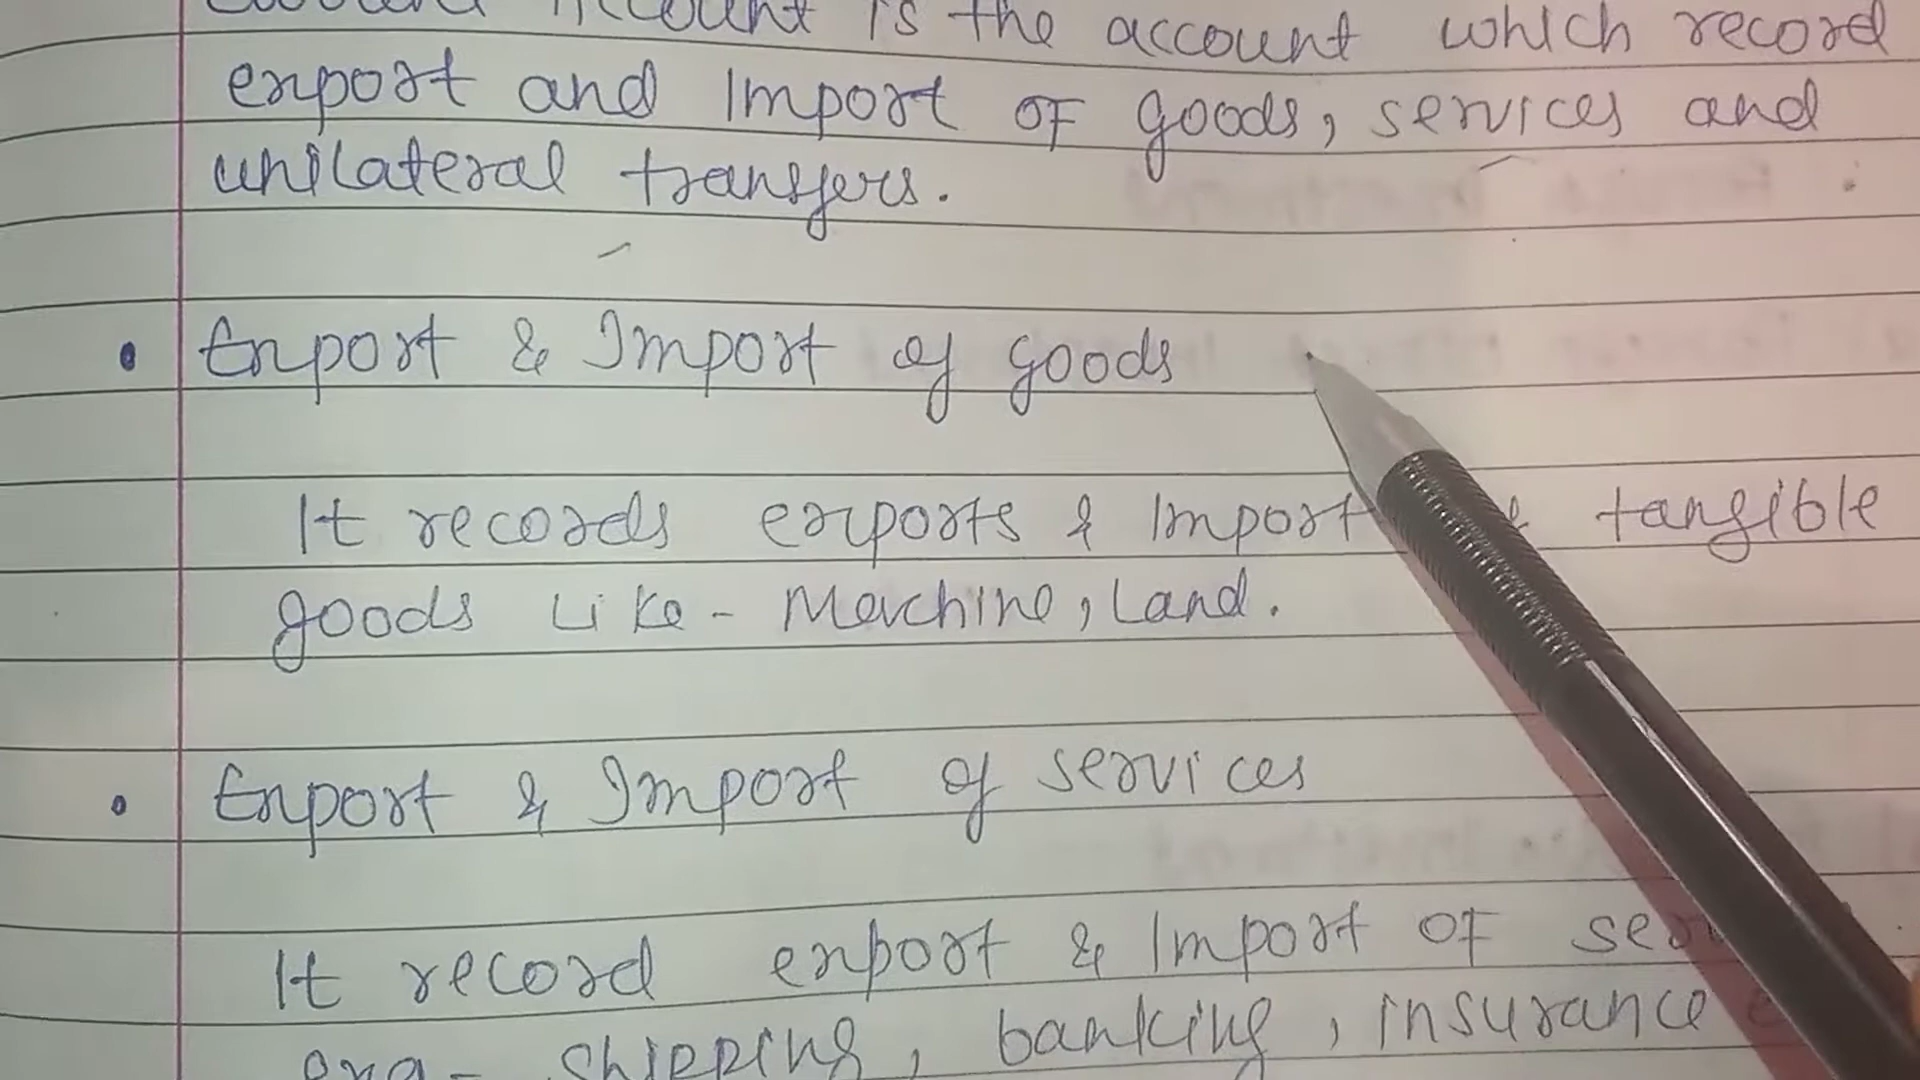 Account is the account which record
export and Import OF goods, services and
unilateral transfers.
Export & Import of goods
It records exports & Import tangible
goods Like - Machine, Land.
Export & Import of services
It record export & Import OF
shipping, banking, insurance